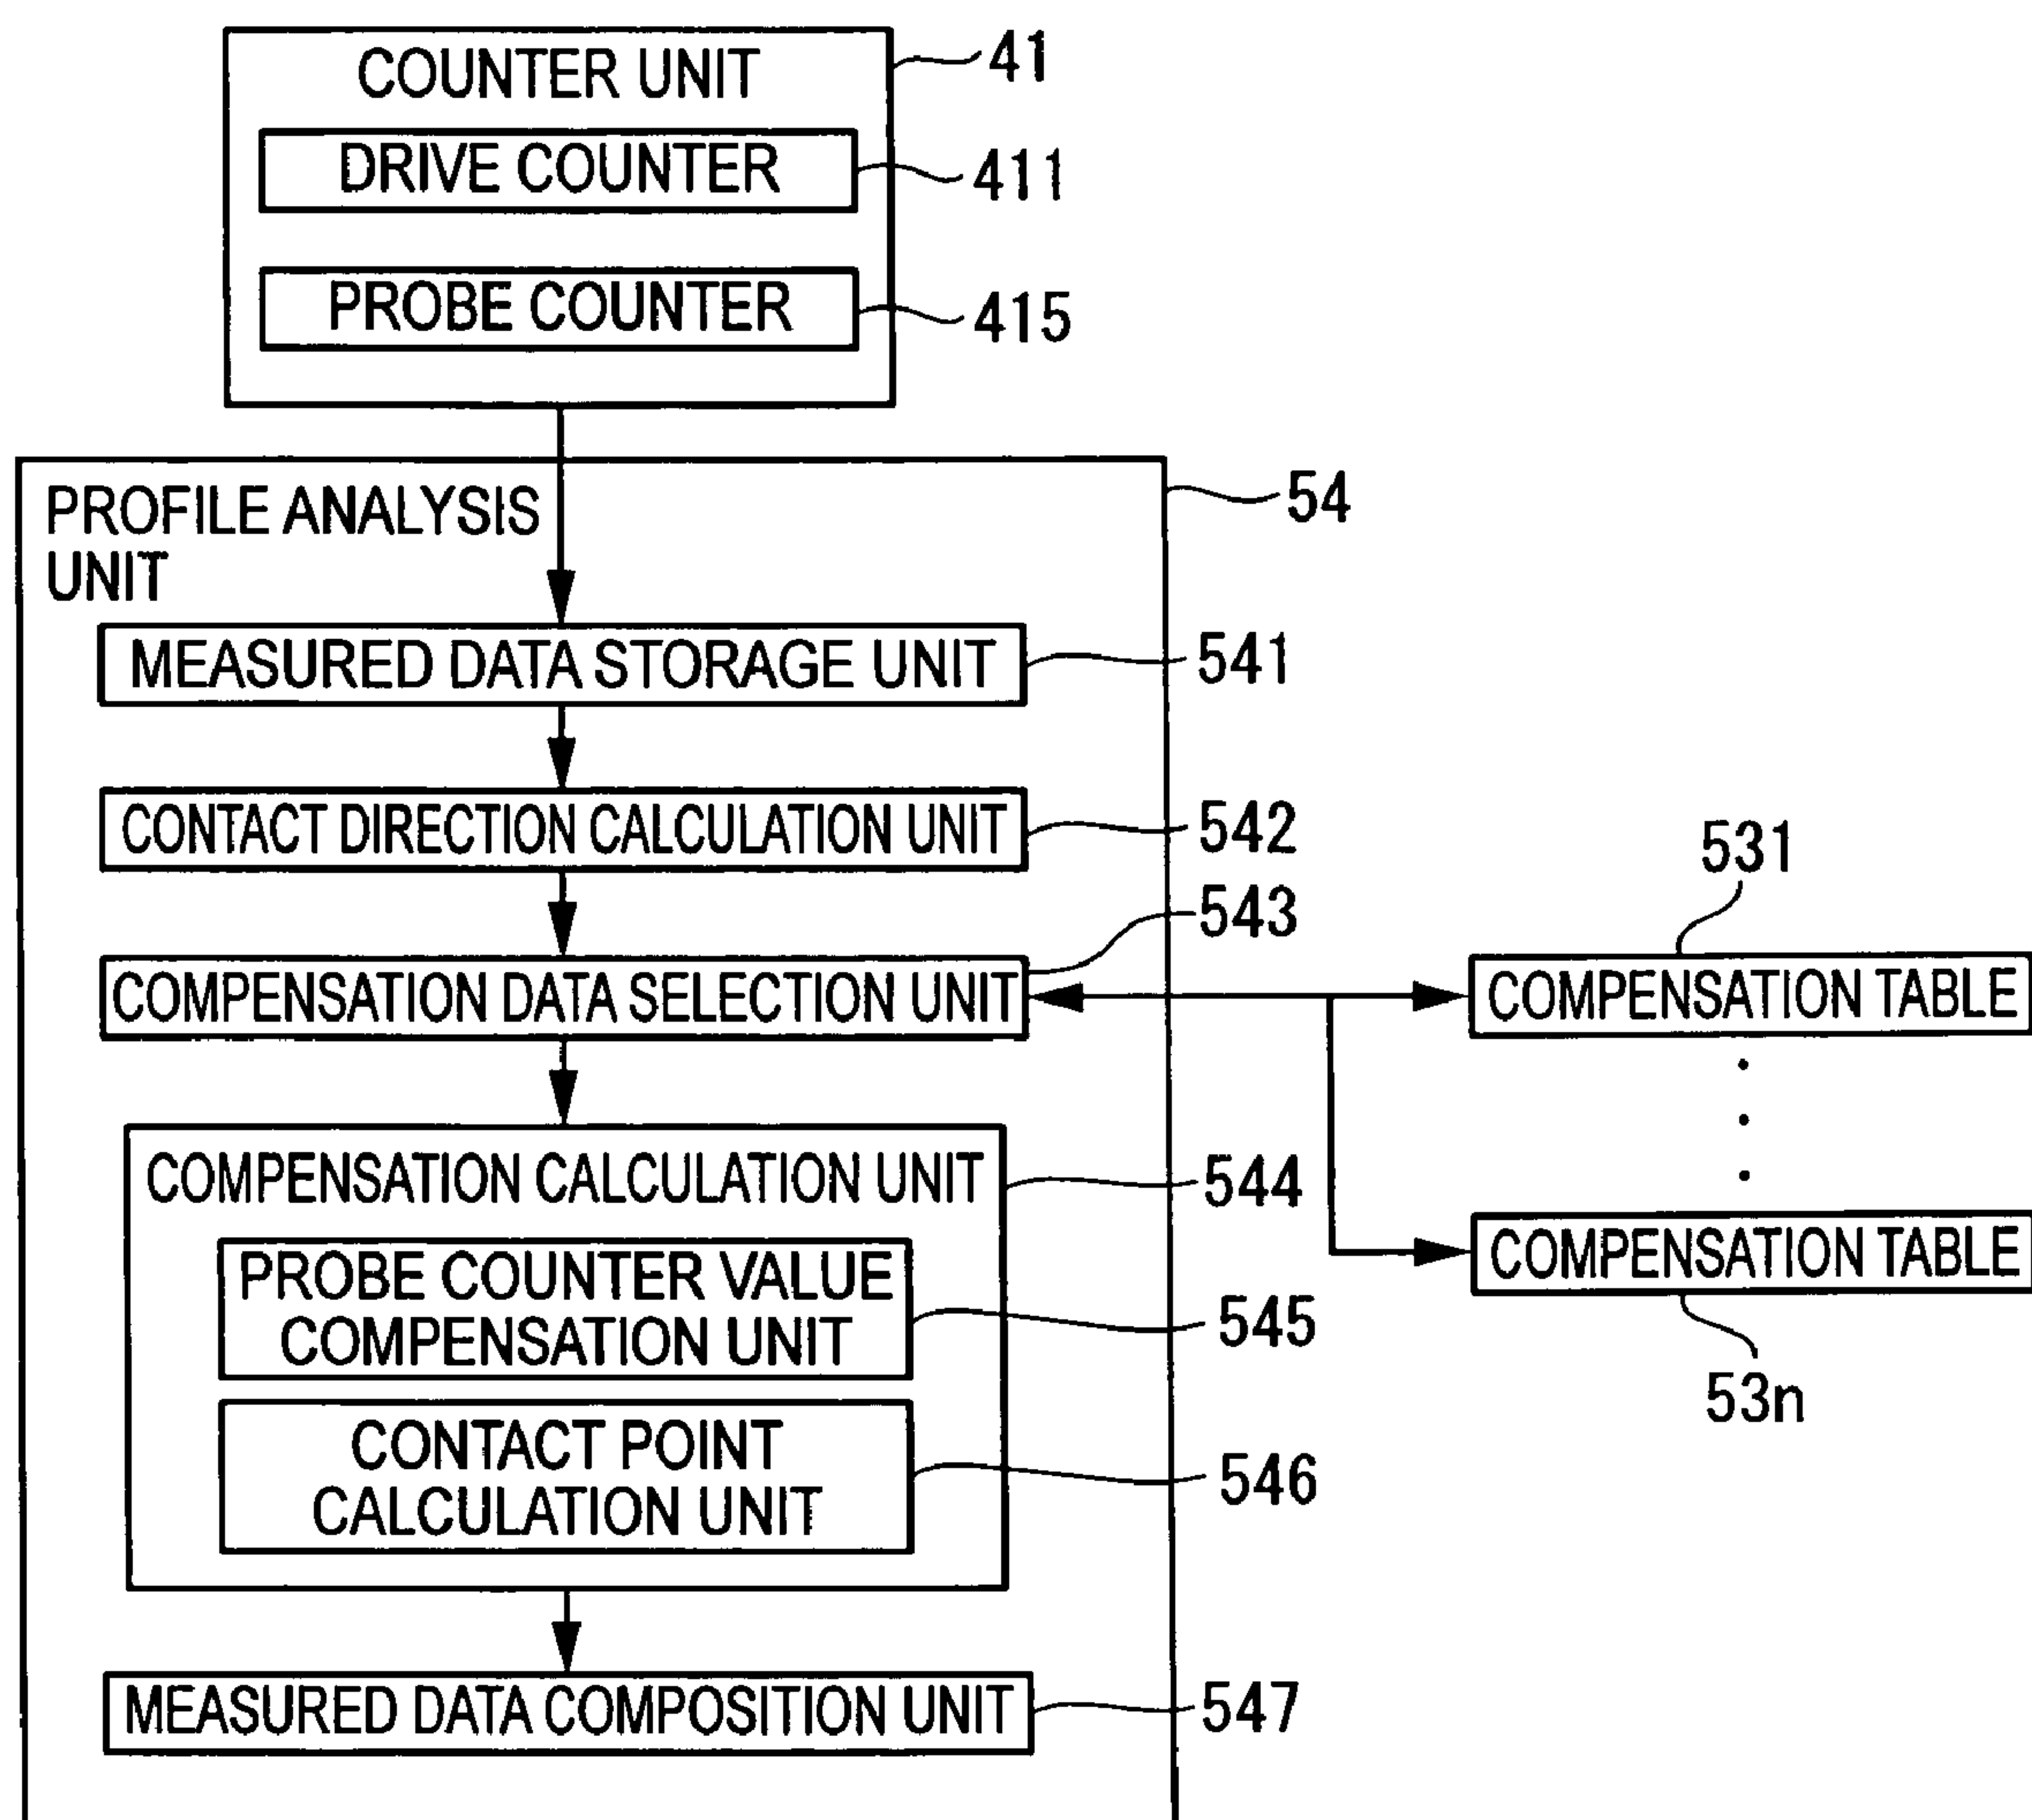 COUNTER UNIT
41
DRIVE COUNTER
411
PROBE COUNTER
415
PROFILE ANALYSIS
UNIT
54
MEASURED DATA STORAGE UNIT
541
CONTACT DIRECTION CALCULATION UNIT
542
COMPENSATION DATA SELECTION UNIT
543
531
COMPENSATION TABLE
COMPENSATION CALCULATION UNIT
544
PROBE COUNTER VALUE
COMPENSATION UNIT
545
COMPENSATION TABLE
53n
CONTACT POINT
CALCULATION UNIT
546
MEASURED DATA COMPOSITION UNIT
547